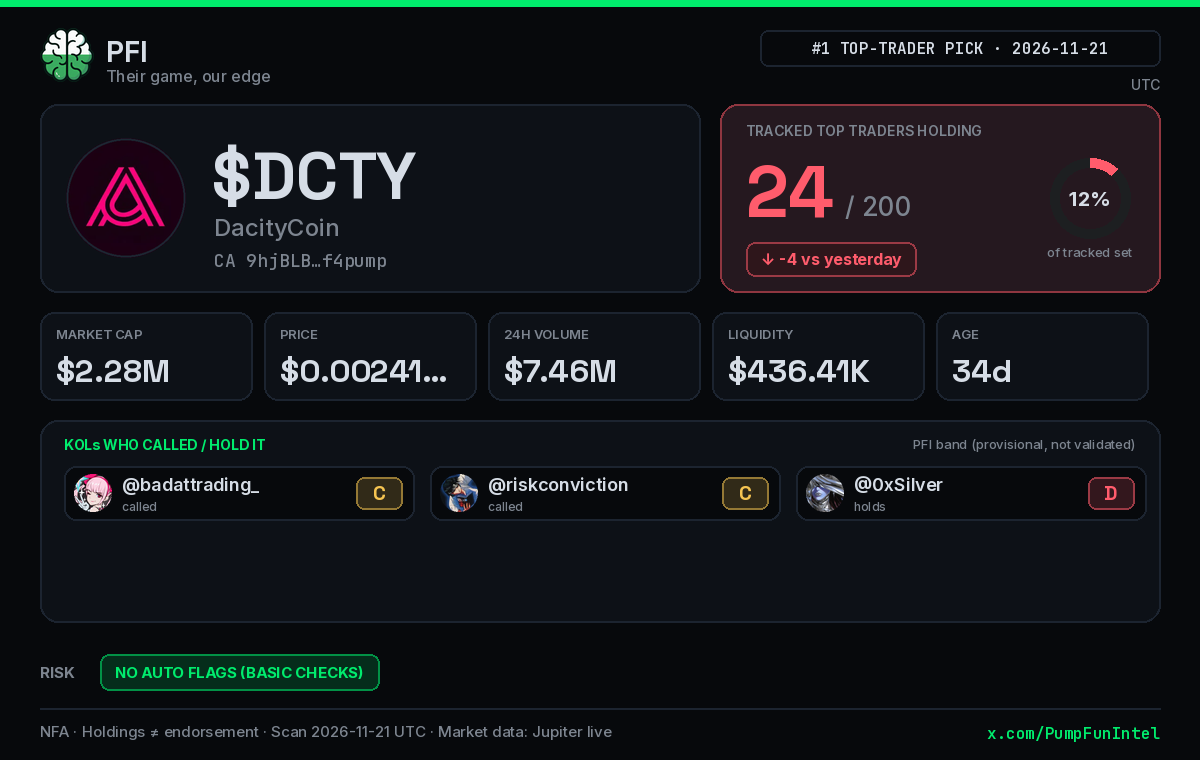 PFI
Their game, our edge
#1 TOP-TRADER PICK · 2026-11-21
UTC
$DCTY
DacityCoin
CA 9hjBLB…f4pump
TRACKED TOP TRADERS HOLDING
24 / 200
↓ -4 vs yesterday
12%
of tracked set
MARKET CAP
$2.28M
PRICE
$0.00241…
24H VOLUME
$7.46M
LIQUIDITY
$436.41K
AGE
34d
KOLs WHO CALLED / HOLD IT
PFI band (provisional, not validated)
@badattrading_
called
C
@riskconviction
called
C
@0xSilver
holds
D
RISK
NO AUTO FLAGS (BASIC CHECKS)
NFA · Holdings ≠ endorsement · Scan 2026-11-21 UTC · Market data: Jupiter live
x.com/PumpFunIntel